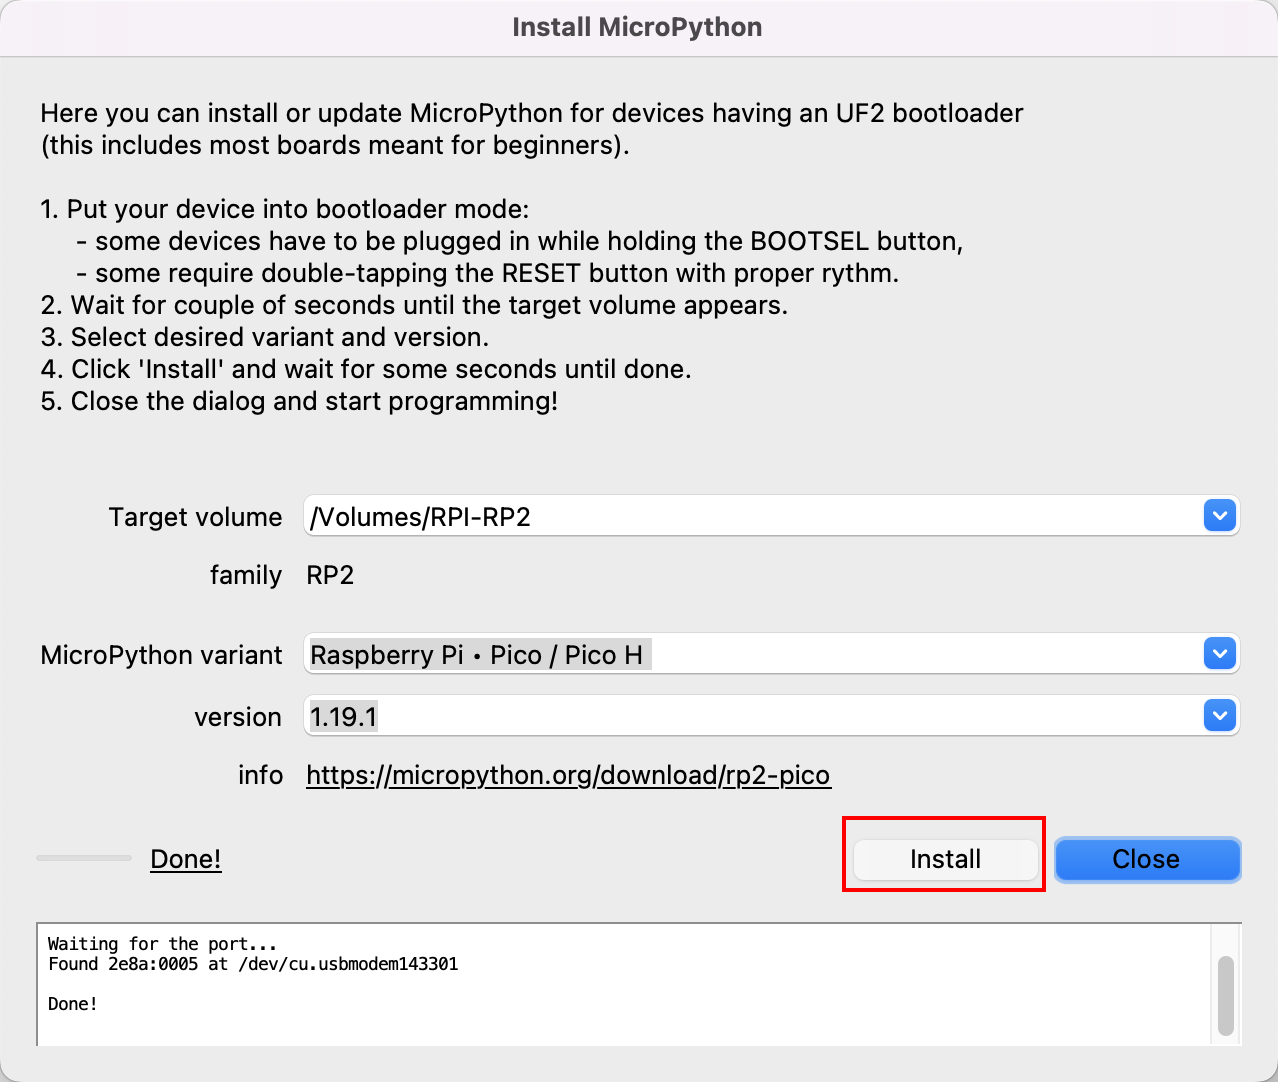 Install MicroPython
Here you can install or update MicroPython for devices having an UF2 bootloader
(this includes most boards meant for beginners).
1. Put your device into bootloader mode:
- some devices have to be plugged in while holding the BOOTSEL button,
- some require double-tapping the RESET button with proper rythm.
2. Wait for couple of seconds until the target volume appears.
3. Select desired variant and version.
4. Click 'Install' and wait for some seconds until done.
5. Close the dialog and start programming!
Target volume /Volumes/RPI-RP2
family RP2
MicroPython variant Raspberry Pi • Pico / Pico H
version 1.19.1
info https://micropython.org/download/rp2-pico
Done! Install Close
Waiting for the port...
Found 2e8a:0005 at /dev/cu.usbmodem143301
Done!